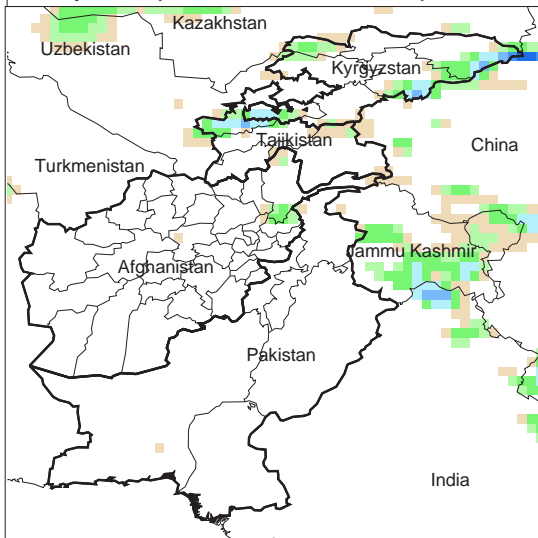 Kazakhstan
Uzbekistan
Kyrgyzstan
Tajikistan
China
Turkmenistan
Jammu Kashmir
Afghanistan
Pakistan
India